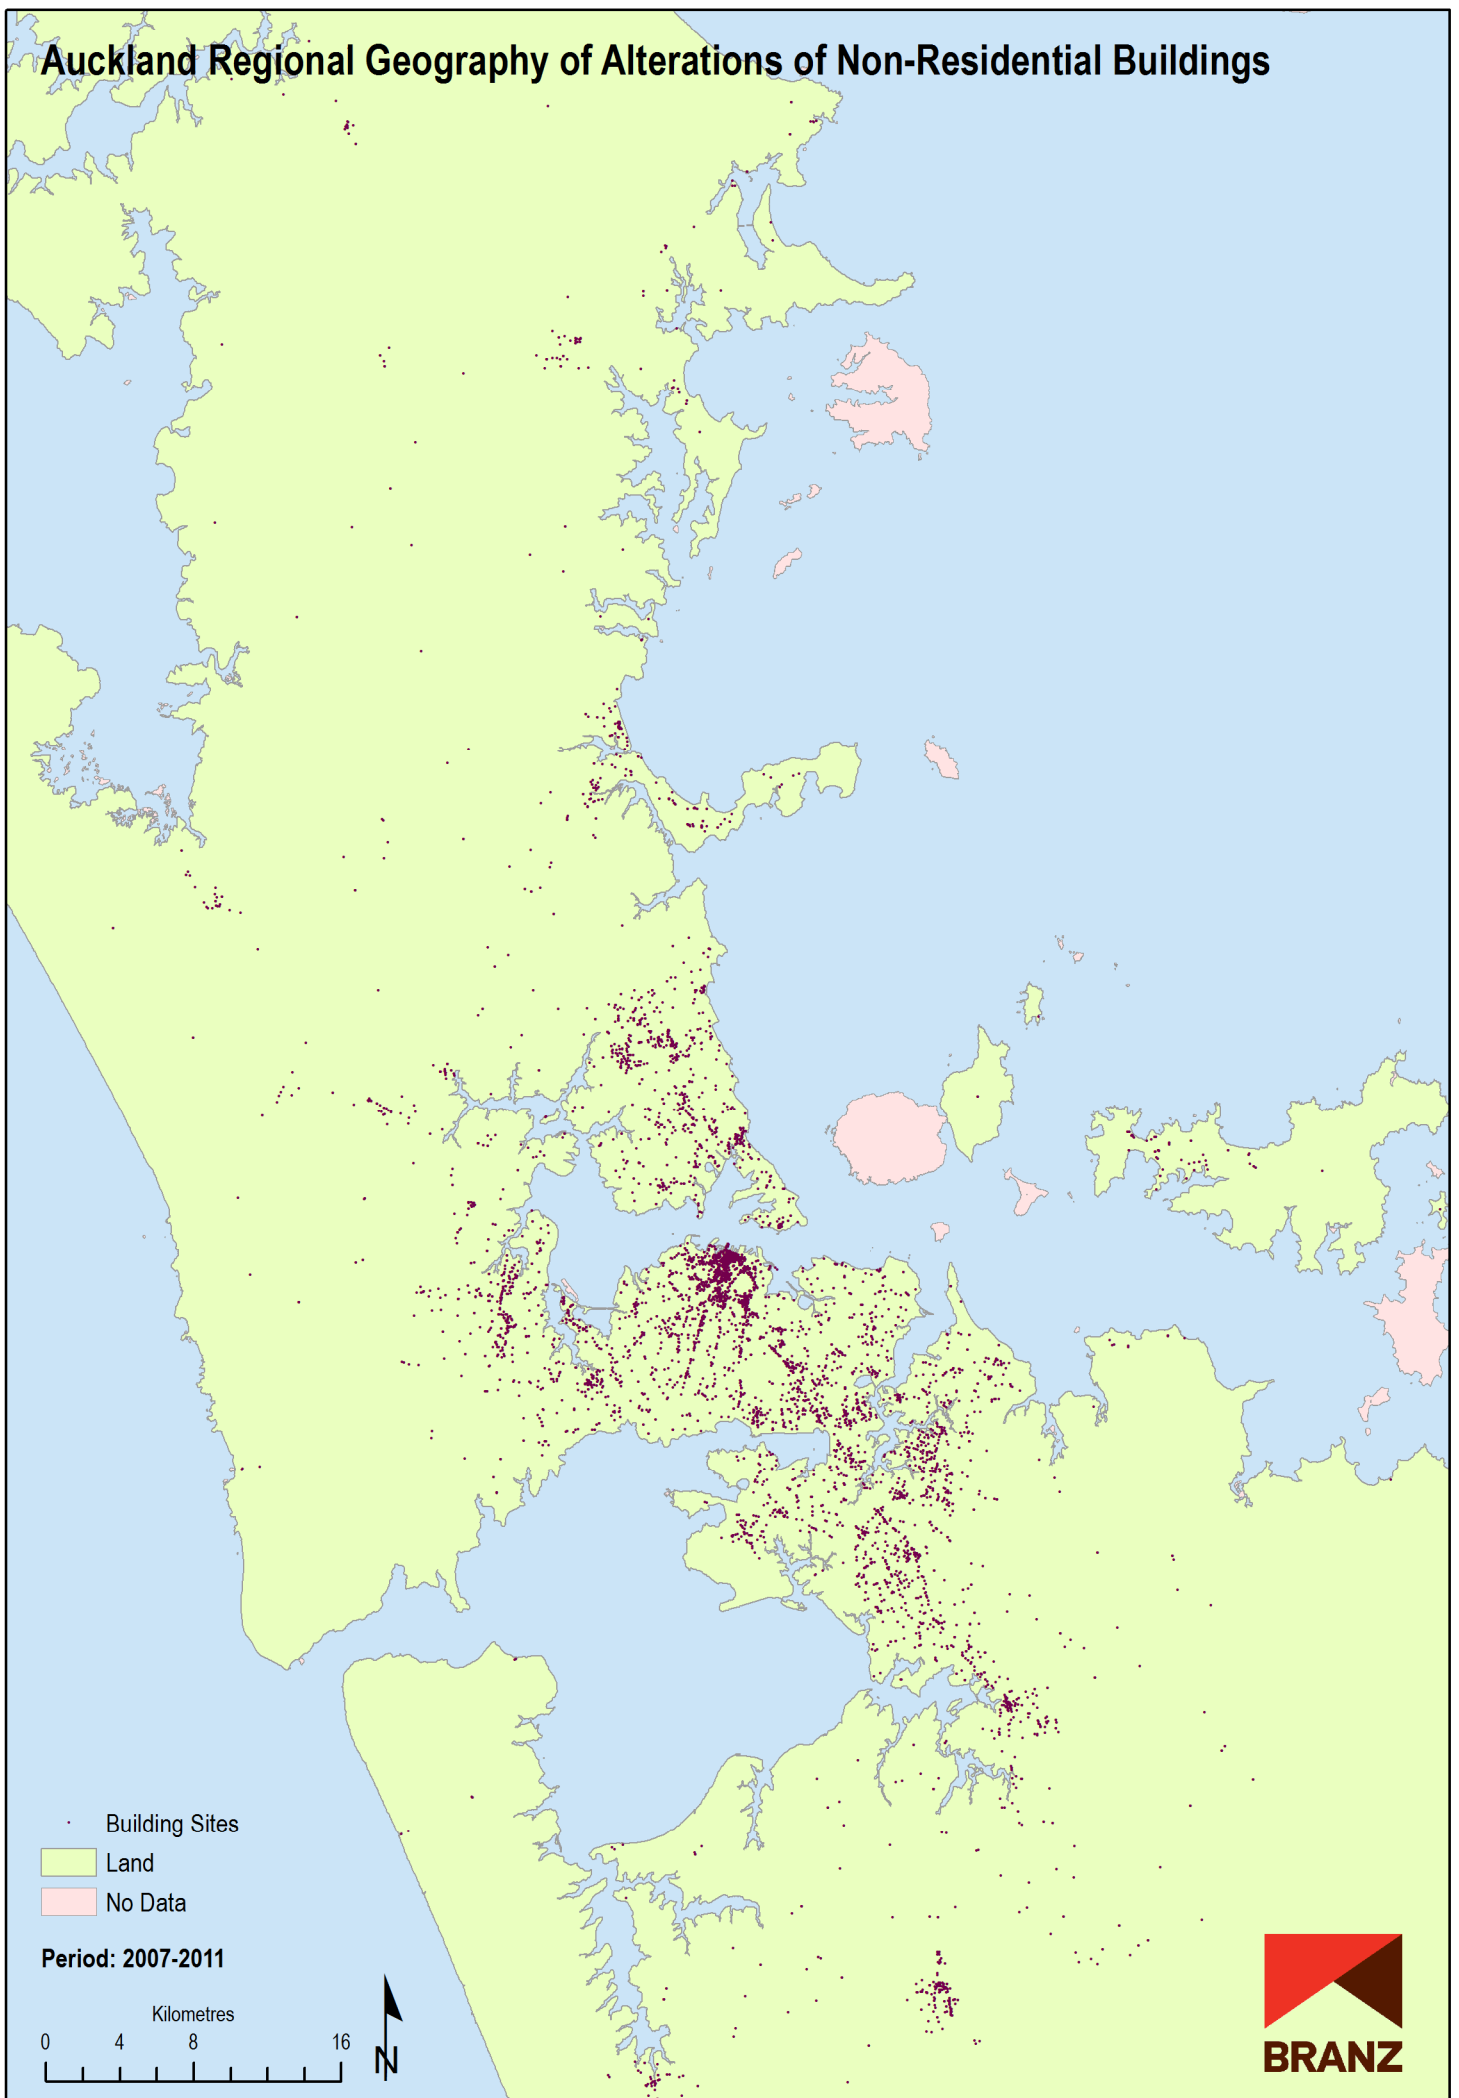 Auckland Regional Geography of Alterations of Non-Residential Buildings
Building Sites
Land
No Data
Period: 2007-2011
Kilometres
0 4 8 16
N
BRANZ